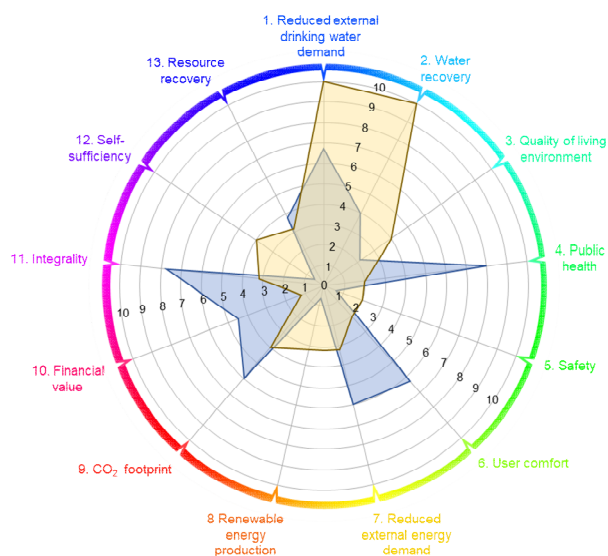 1. Reduced external
drinking water
demand
2. Water
recovery
3. Quality of living
environment
4. Public
health
5. Safety
6. User comfort
7. Reduced
external energy
demand
8 Renewable
energy
production
9. CO₂ footprint
10. Financial
value
11. Integrality
12. Self-
sufficiency
13. Resource
recovery
10
9
8
7
6
5
4
3
2
1
0
1
2
3
4
5
6
7
8
9
10
10 9 8 7 6 5 4 3 2 1